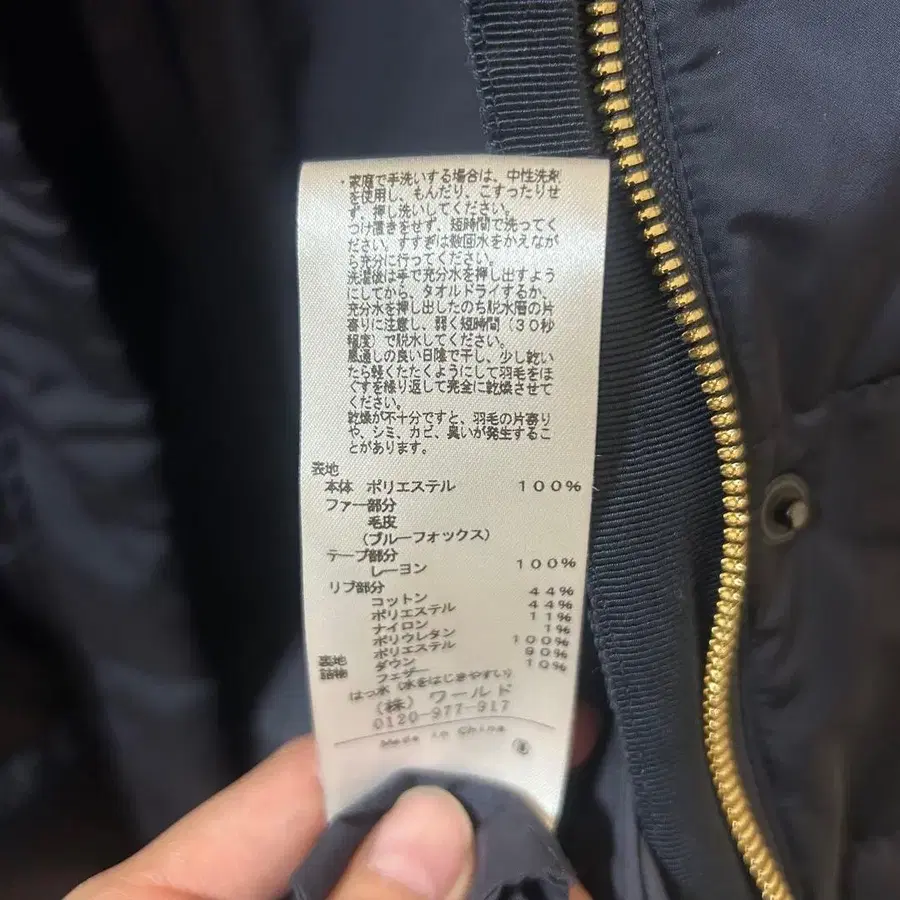 ・家庭で手洗いする場合は、中性洗剤
を使用し、もんだり、こすったりせ
ず、押し洗いしてください。
つけ置きをせず、短時間で洗ってく
ださい。すすぎは数回水をかえなが
ら充分に行ってください。
洗濯後は手で充分水を押し出すよう
にしてから、タオルドライするか、
充分水を押し出したのち脱水層の片
寄りに注意し、弱く短時間（３０秒
程度）で脱水してください。
風通しの良い日陰で干し、少し乾い
たら軽くたたくようにして羽毛をほ
ぐすを繰り返して完全に乾燥させて
ください。
乾燥が不十分ですと、羽毛の片寄り
や、シミ、カビ、臭いが発生するこ
とがあります。
表地
本体 ポリエステル １００％
ファー部分
毛皮
（ブルーフォックス）
テープ部分
レーヨン １００％
リブ部分
コットン ４４％
ポリエステル ４４％
ナイロン １１％
ポリウレタン １％
ポリエステル １００％
ダウン ９０％
フェザー １０％
はっ水（水をはじきやすい）
（株）ワールド
0120-977-917
Made in China